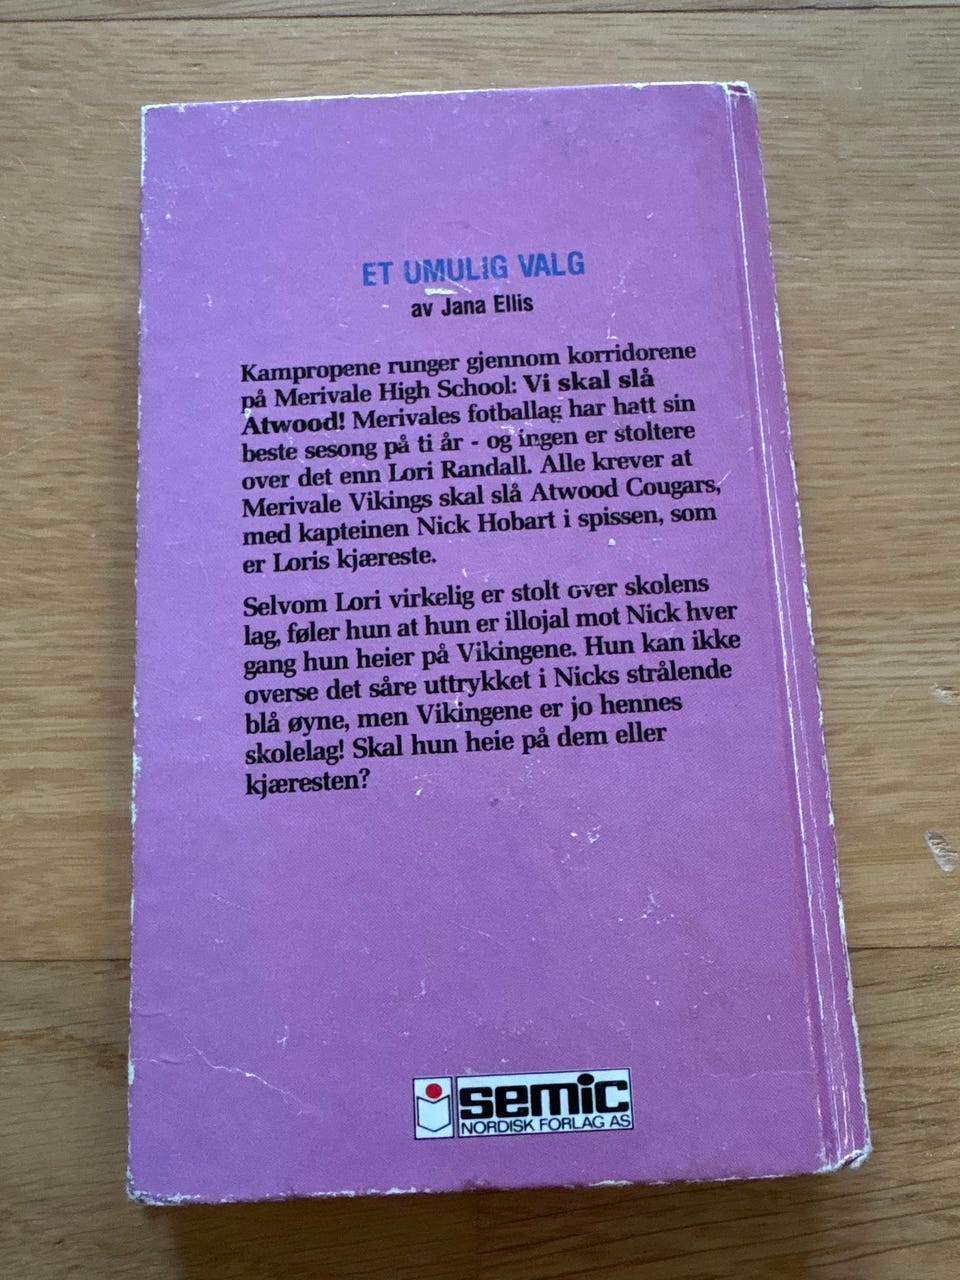 ET UMULIG VALG
av Jana Ellis
Kampropene runger gjennom korridorene
på Merivale High School: Vi skal slå
Atwood! Merivales fotballag har hatt sin
beste sesong på ti år - og ingen er stoltere
over det enn Lori Randall. Alle krever at
Merivale Vikings skal slå Atwood Cougars,
med kapteinen Nick Hobart i spissen, som
er Loris kjæreste.
Selvom Lori virkelig er stolt over skolens
lag, føler hun at hun er illojal mot Nick hver
gang hun heier på Vikingene. Hun kan ikke
overse det såre uttrykket i Nicks strålende
blå øyne, men Vikingene er jo hennes
skolelag! Skal hun heie på dem eller
kjæresten?
semic
NORDISK FORLAG AS